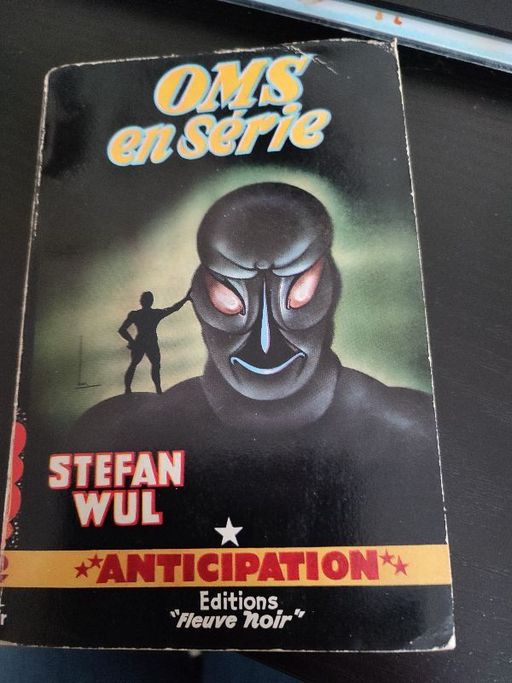 OMS
en série
STEFAN
WUL
ANTICIPATION
Editions
"Fleuve Noir"